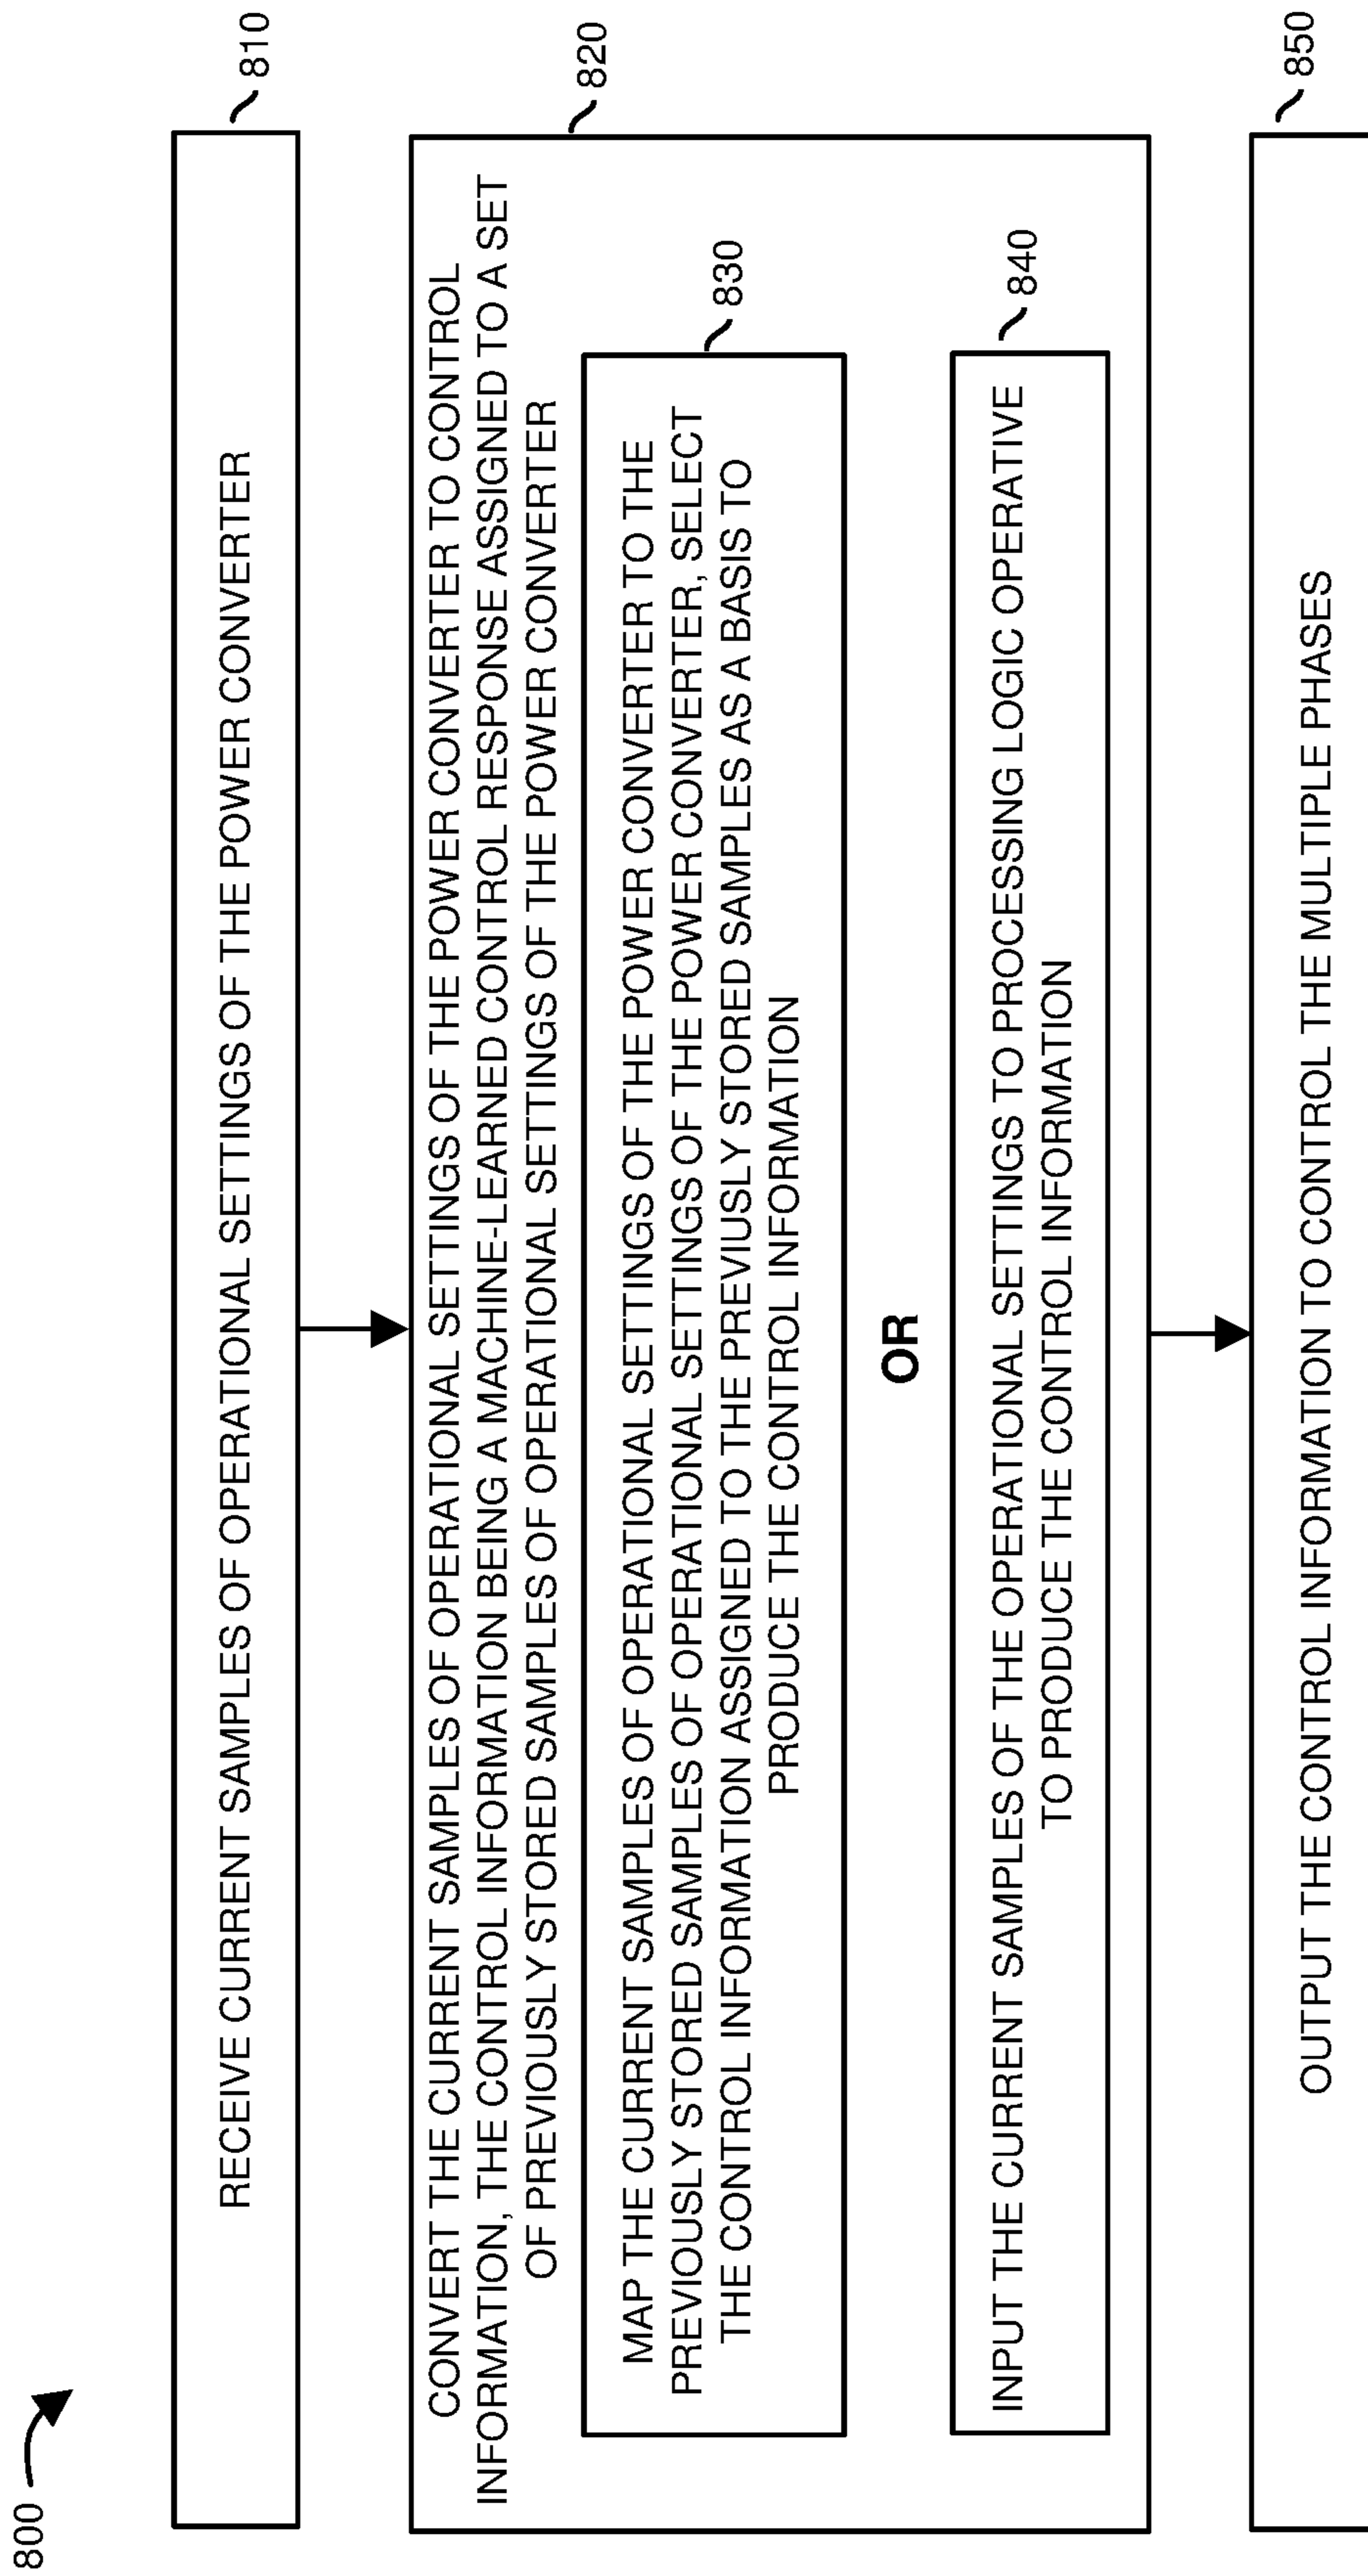 800
RECEIVE CURRENT SAMPLES OF OPERATIONAL SETTINGS OF THE POWER CONVERTER
810
CONVERT THE CURRENT SAMPLES OF OPERATIONAL SETTINGS OF THE POWER CONVERTER TO CONTROL
INFORMATION, THE CONTROL INFORMATION BEING A MACHINE-LEARNED CONTROL RESPONSE ASSIGNED TO A SET
OF PREVIOUSLY STORED SAMPLES OF OPERATIONAL SETTINGS OF THE POWER CONVERTER
820
MAP THE CURRENT SAMPLES OF OPERATIONAL SETTINGS OF THE POWER CONVERTER TO THE
PREVIOUSLY STORED SAMPLES OF OPERATIONAL SETTINGS OF THE POWER CONVERTER, SELECT
THE CONTROL INFORMATION ASSIGNED TO THE PREVIUSLY STORED SAMPLES AS A BASIS TO
PRODUCE THE CONTROL INFORMATION
830
OR
INPUT THE CURRENT SAMPLES OF THE OPERATIONAL SETTINGS TO PROCESSING LOGIC OPERATIVE
TO PRODUCE THE CONTROL INFORMATION
840
OUTPUT THE CONTROL INFORMATION TO CONTROL THE MULTIPLE PHASES
850